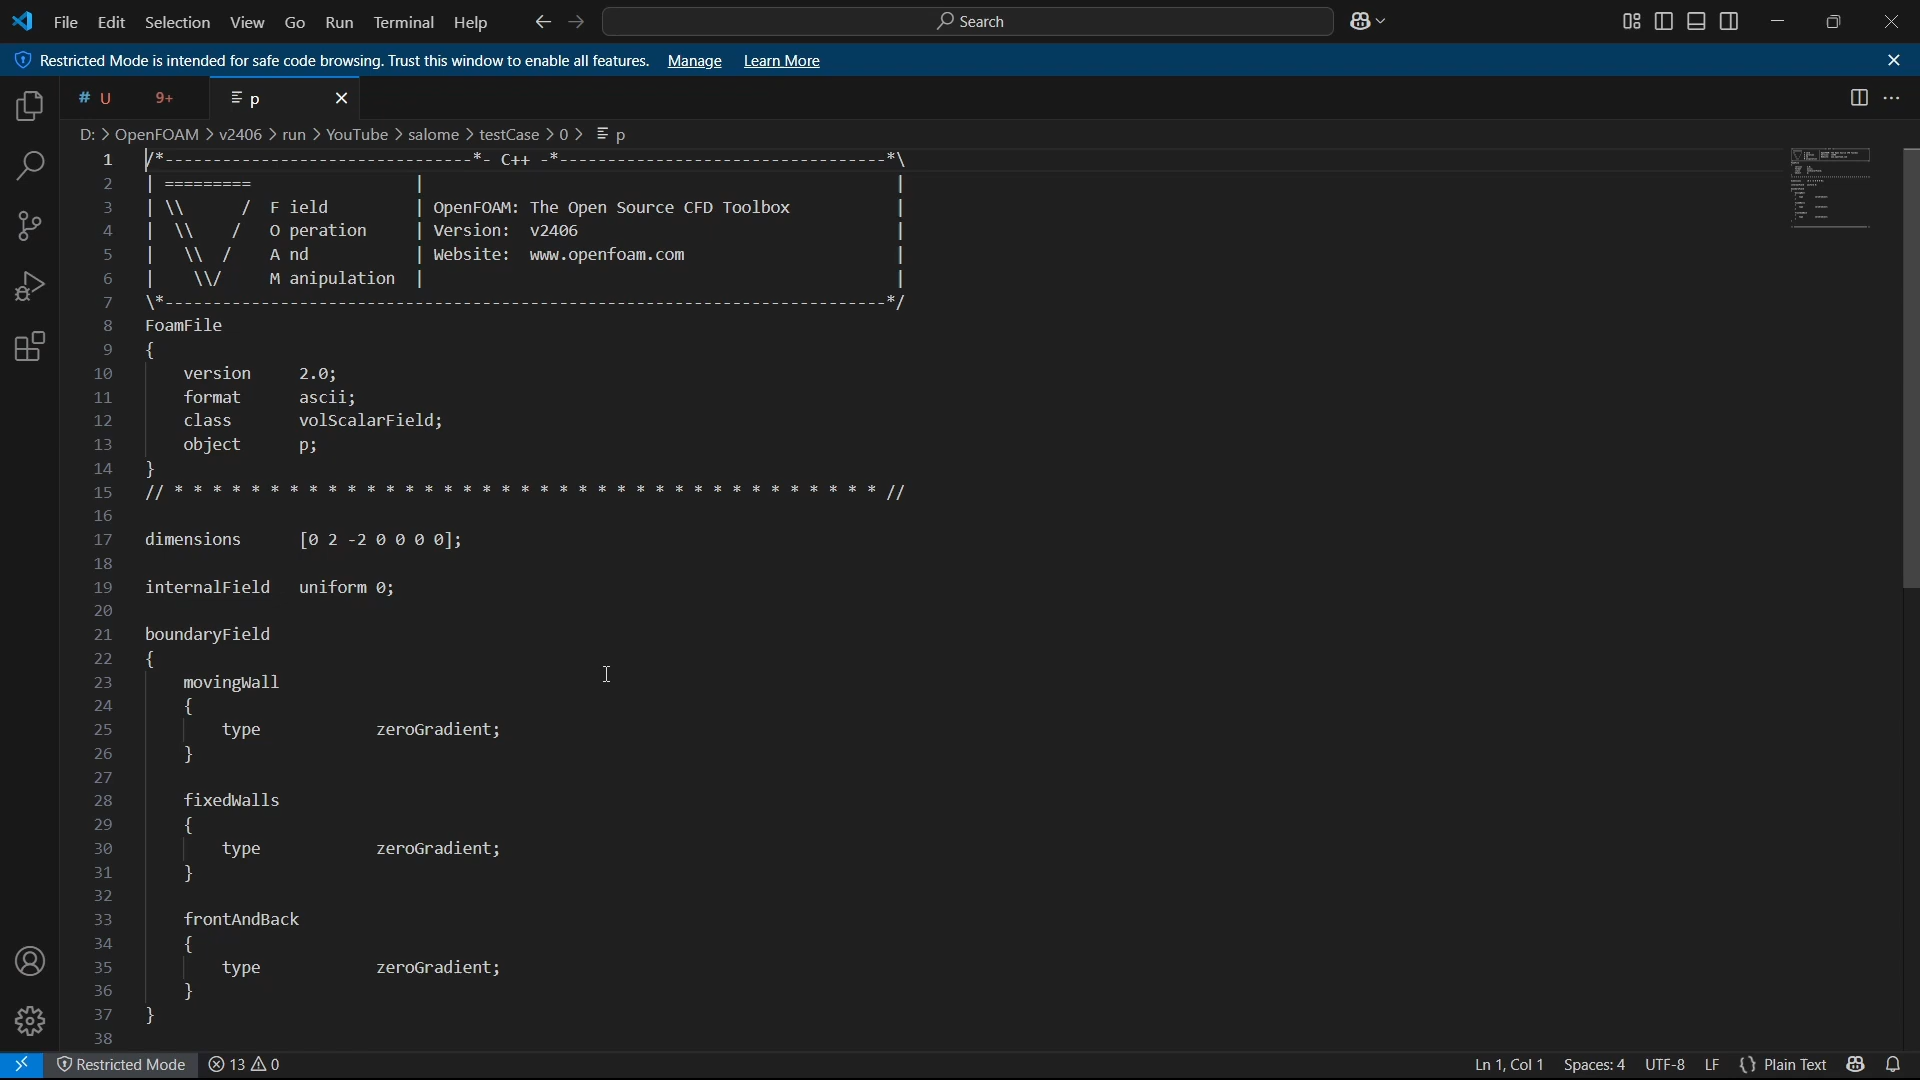 File Edit Selection View Go Run Terminal Help Search
Restricted Mode is intended for safe code browsing. Trust this window to enable all features. Manage Learn More
# U 9+ p
D: > OpenFOAM > v2406 > run > YouTube > salome > testCase > 0 > p
1 /*--------------------------------*- C++ -*----------------------------------*\
2 | ========= | |
3 | \\ / F ield | OpenFOAM: The Open Source CFD Toolbox |
4 | \\ / O peration | Version: v2406 |
5 | \\ / A nd | Website: www.openfoam.com |
6 | \\/ M anipulation | |
7 \*---------------------------------------------------------------------------*/
8 FoamFile
9 {
10 version 2.0;
11 format ascii;
12 class volScalarField;
13 object p;
14 }
15 // * * * * * * * * * * * * * * * * * * * * * * * * * * * * * * * * * * * * * //
16
17 dimensions [0 2 -2 0 0 0 0];
18
19 internalField uniform 0;
20
21 boundaryField
22 {
23 movingWall
24 {
25 type zeroGradient;
26 }
27
28 fixedWalls
29 {
30 type zeroGradient;
31 }
32
33 frontAndBack
34 {
35 type zeroGradient;
36 }
37 }
38
Restricted Mode 13 0 Ln 1, Col 1 Spaces: 4 UTF-8 LF {} Plain Text